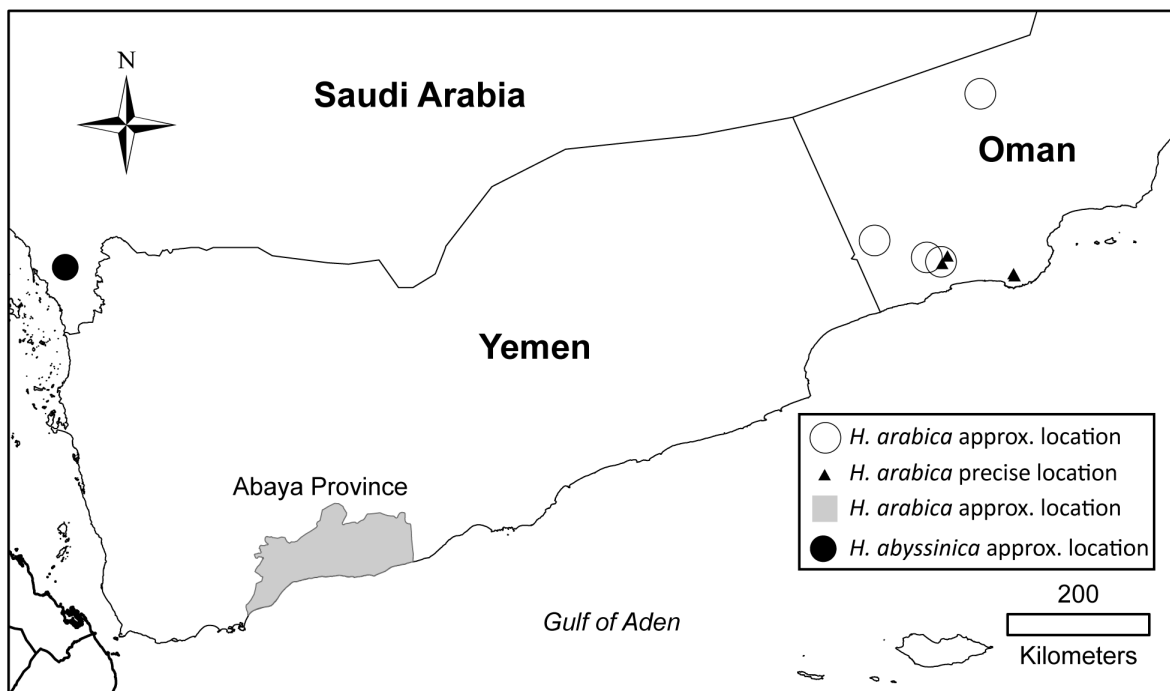 N
Saudi Arabia
Oman
Yemen
H. arabica approx. location
H. arabica precise location
H. arabica approx. location
H. abyssinica approx. location
Abaya Province
Gulf of Aden
200
Kilometers